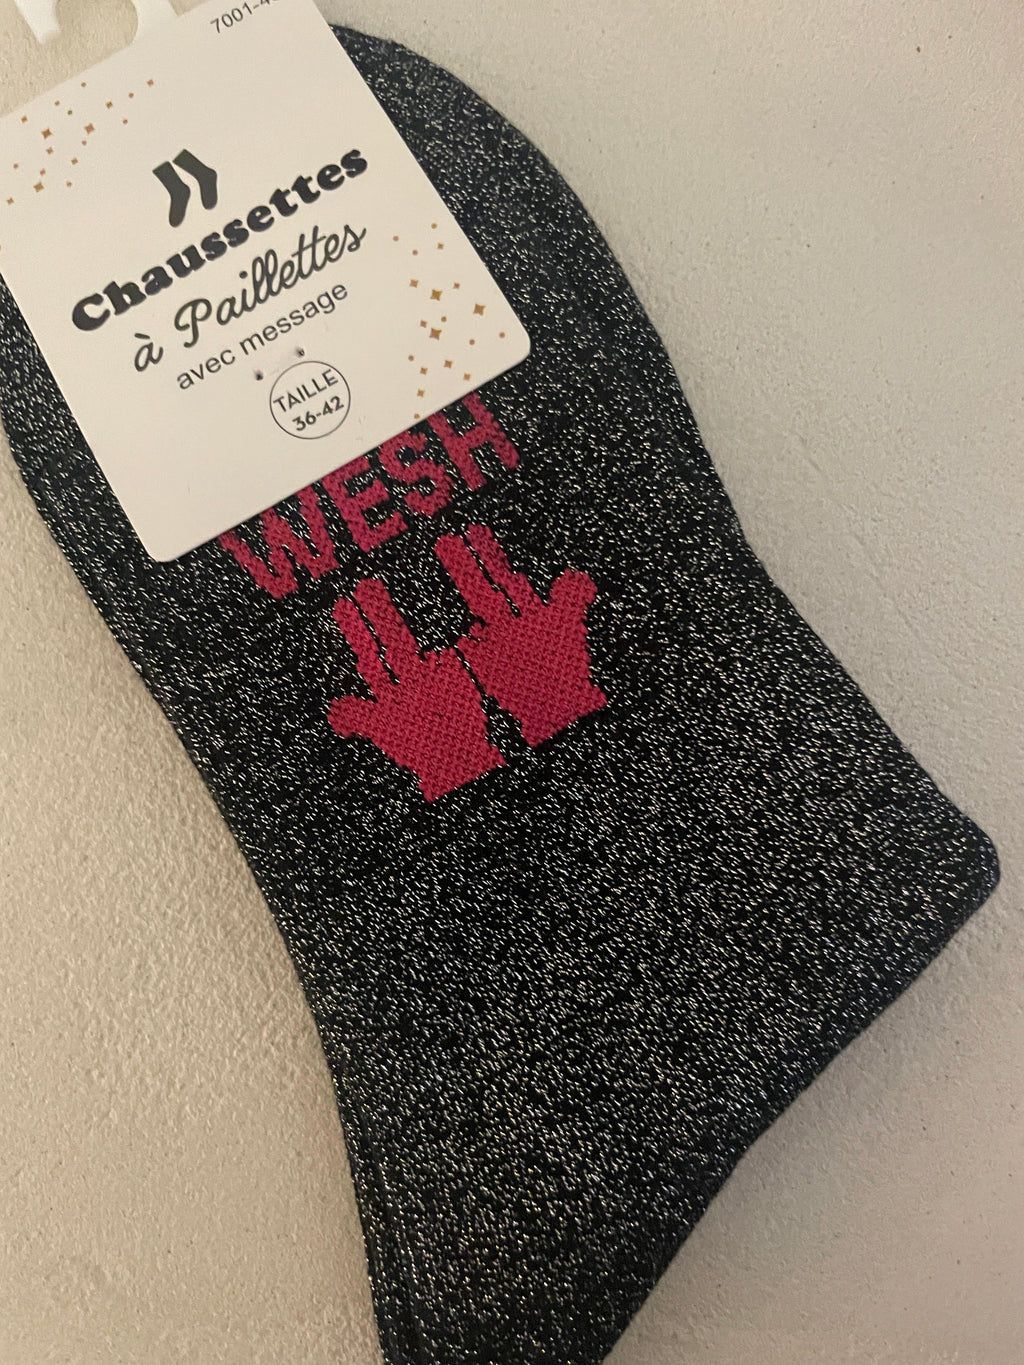 Chaussettes
à Paillettes
avec message
TAILLE
36-42
WESH